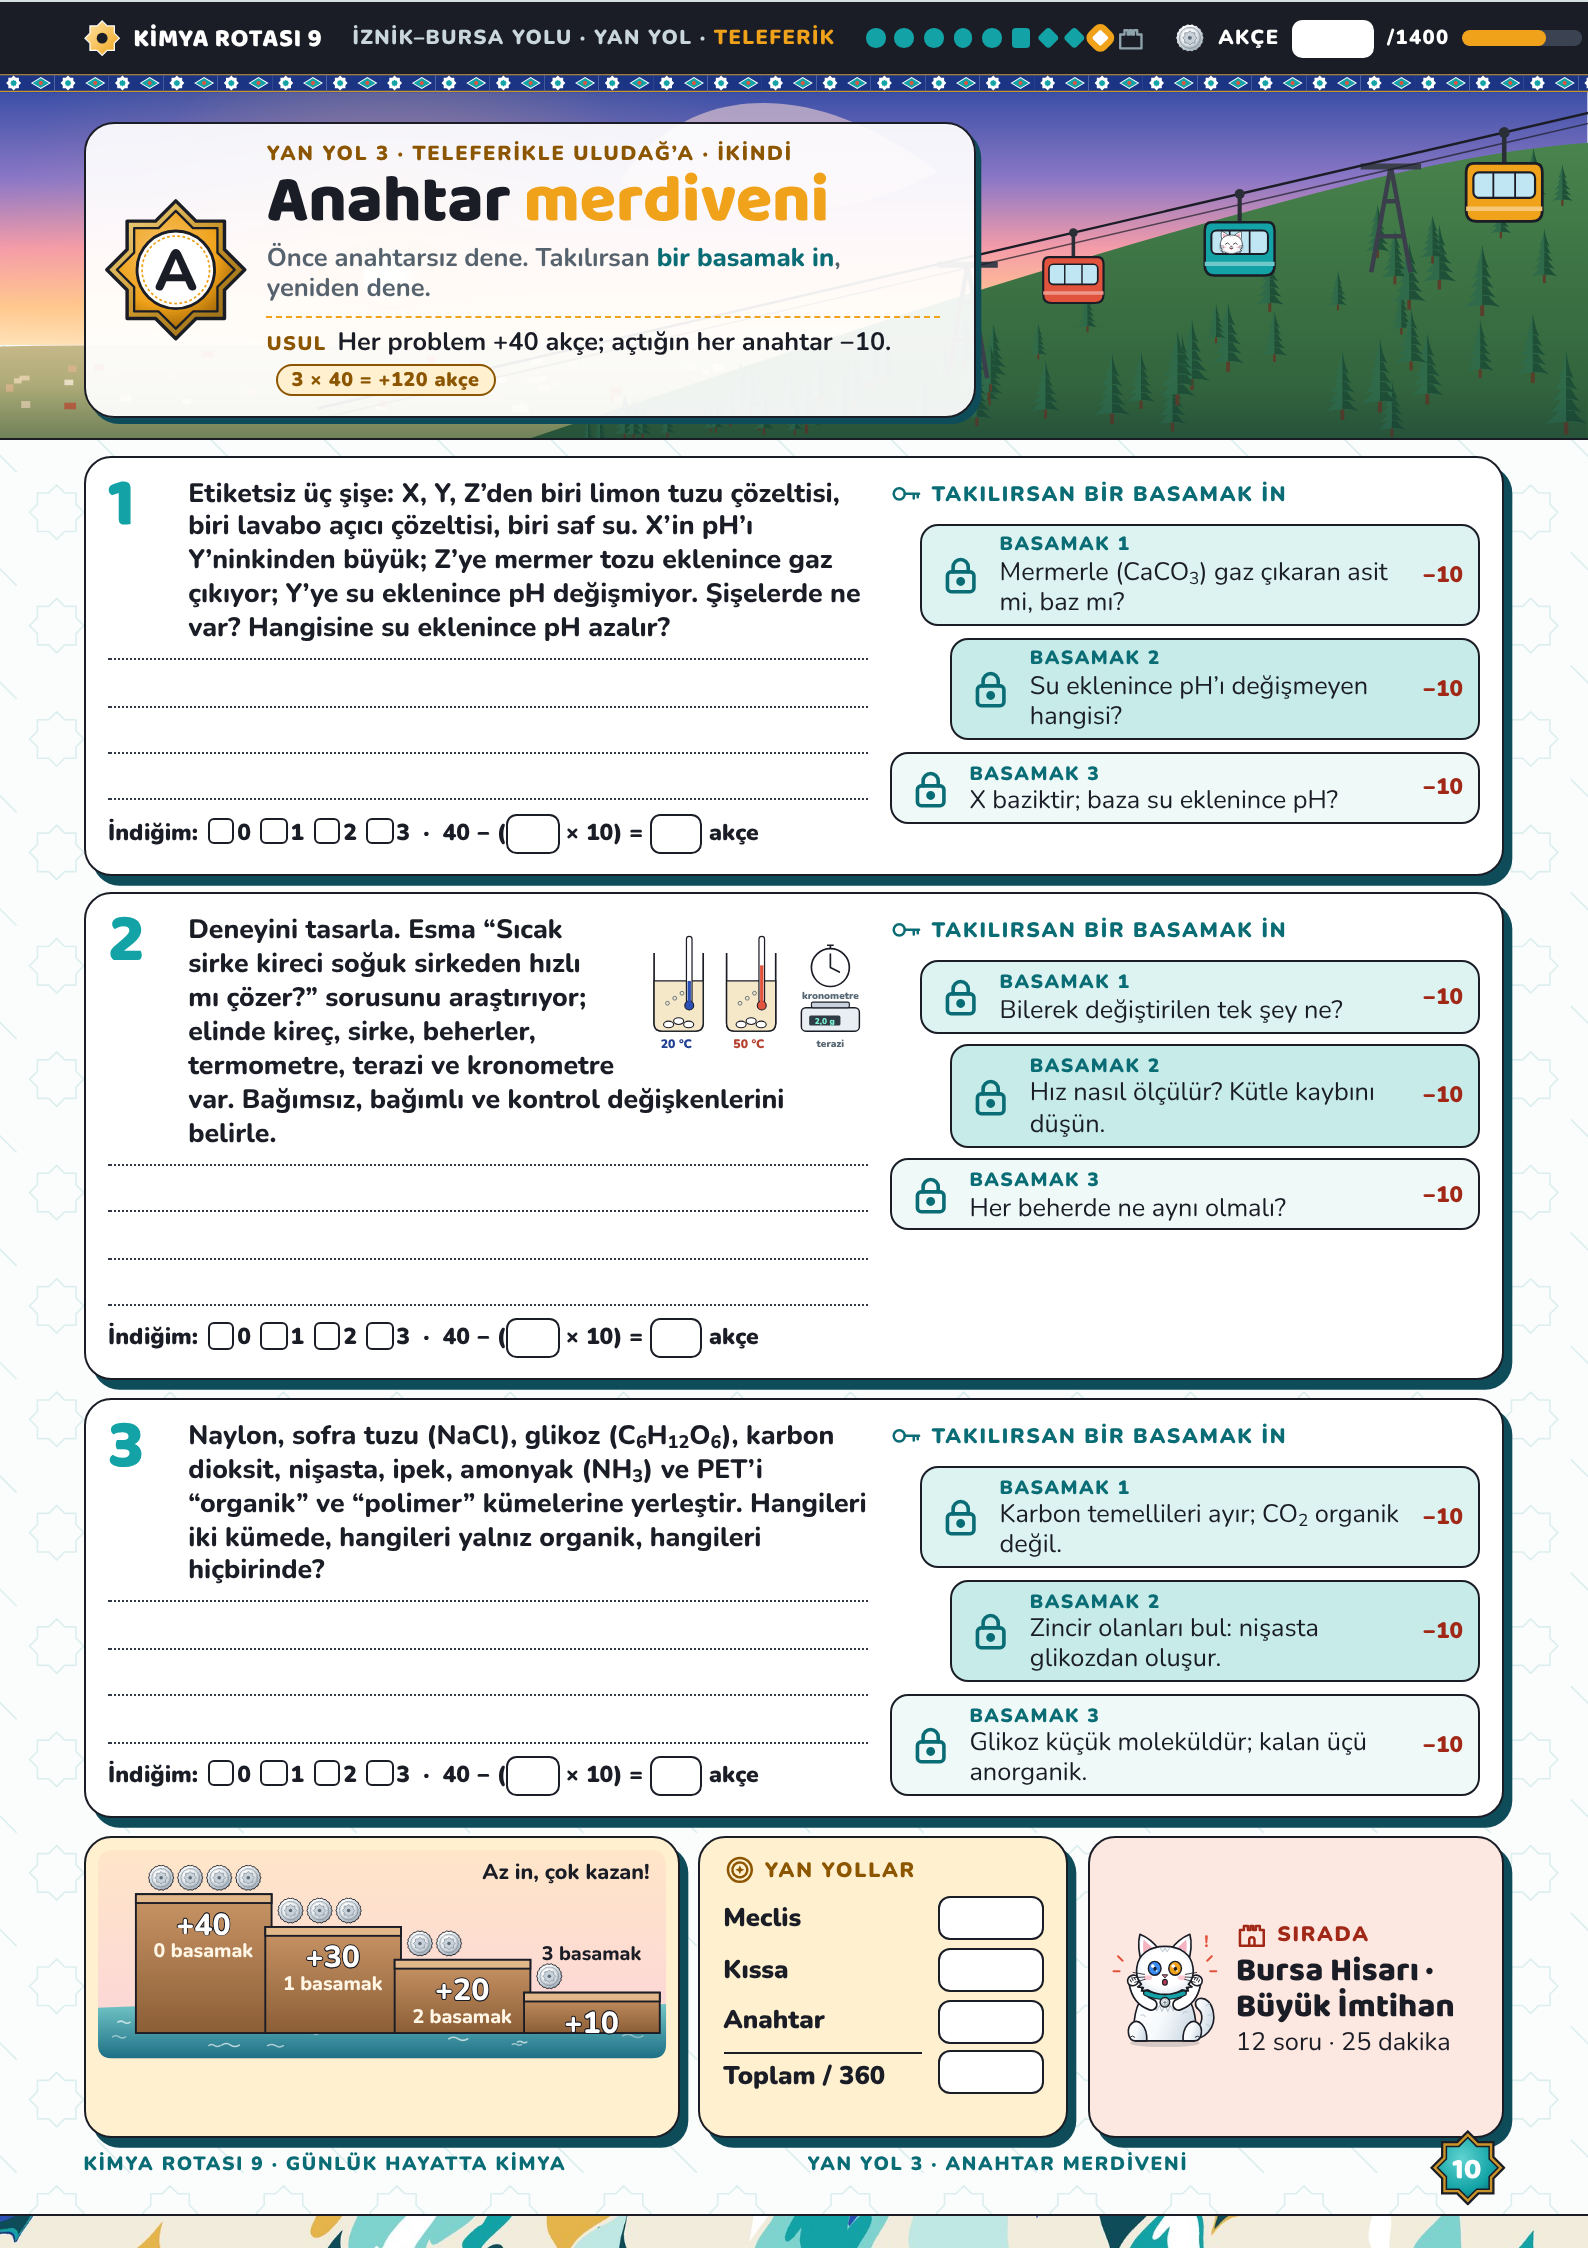 KİMYA ROTASI 9 İZNİK–BURSA YOLU · YAN YOL · TELEFERİK AKÇE /1400
YAN YOL 3 · TELEFERİKLE ULUDAĞ’A · İKİNDİ
Anahtar merdiveni
A
Önce anahtarsız dene. Takılırsan bir basamak in,
yeniden dene.
USUL Her problem +40 akçe; açtığın her anahtar −10.
3 × 40 = +120 akçe
1
Etiketsiz üç şişe: X, Y, Z’den biri limon tuzu çözeltisi,
biri lavabo açıcı çözeltisi, biri saf su. X’in pH’ı
Y’ninkinden büyük; Z’ye mermer tozu eklenince gaz
çıkıyor; Y’ye su eklenince pH değişmiyor. Şişelerde ne
var? Hangisine su eklenince pH azalır?
İndiğim: 0 1 2 3 · 40 − ( × 10) = akçe
TAKILIRSAN BİR BASAMAK İN
BASAMAK 1
Mermerle (CaCO₃) gaz çıkaran asit
mi, baz mı?
−10
BASAMAK 2
Su eklenince pH’ı değişmeyen
hangisi?
−10
BASAMAK 3
X baziktir; baza su eklenince pH?
−10
2
Deneyini tasarla. Esma “Sıcak
sirke kireci soğuk sirkeden hızlı
mı çözer?” sorusunu araştırıyor;
elinde kireç, sirke, beherler,
termometre, terazi ve kronometre
var. Bağımsız, bağımlı ve kontrol değişkenlerini
belirle.
kronometre
2,0 g
20 °C 50 °C terazi
İndiğim: 0 1 2 3 · 40 − ( × 10) = akçe
TAKILIRSAN BİR BASAMAK İN
BASAMAK 1
Bilerek değiştirilen tek şey ne?
−10
BASAMAK 2
Hız nasıl ölçülür? Kütle kaybını
düşün.
−10
BASAMAK 3
Her beherde ne aynı olmalı?
−10
3
Naylon, sofra tuzu (NaCl), glikoz (C₆H₁₂O₆), karbon
dioksit, nişasta, ipek, amonyak (NH₃) ve PET’i
“organik” ve “polimer” kümelerine yerleştir. Hangileri
iki kümede, hangileri yalnız organik, hangileri
hiçbirinde?
İndiğim: 0 1 2 3 · 40 − ( × 10) = akçe
TAKILIRSAN BİR BASAMAK İN
BASAMAK 1
Karbon temellileri ayır; CO₂ organik
değil.
−10
BASAMAK 2
Zincir olanları bul: nişasta
glikozdan oluşur.
−10
BASAMAK 3
Glikoz küçük moleküldür; kalan üçü
anorganik.
−10
Az in, çok kazan!
+40
0 basamak
+30
1 basamak
+20
2 basamak
3 basamak
+10
YAN YOLLAR
Meclis
Kıssa
Anahtar
Toplam / 360
!
SIRADA
Bursa Hisarı ·
Büyük İmtihan
12 soru · 25 dakika
KİMYA ROTASI 9 · GÜNLÜK HAYATTA KİMYA YAN YOL 3 · ANAHTAR MERDİVENİ 10